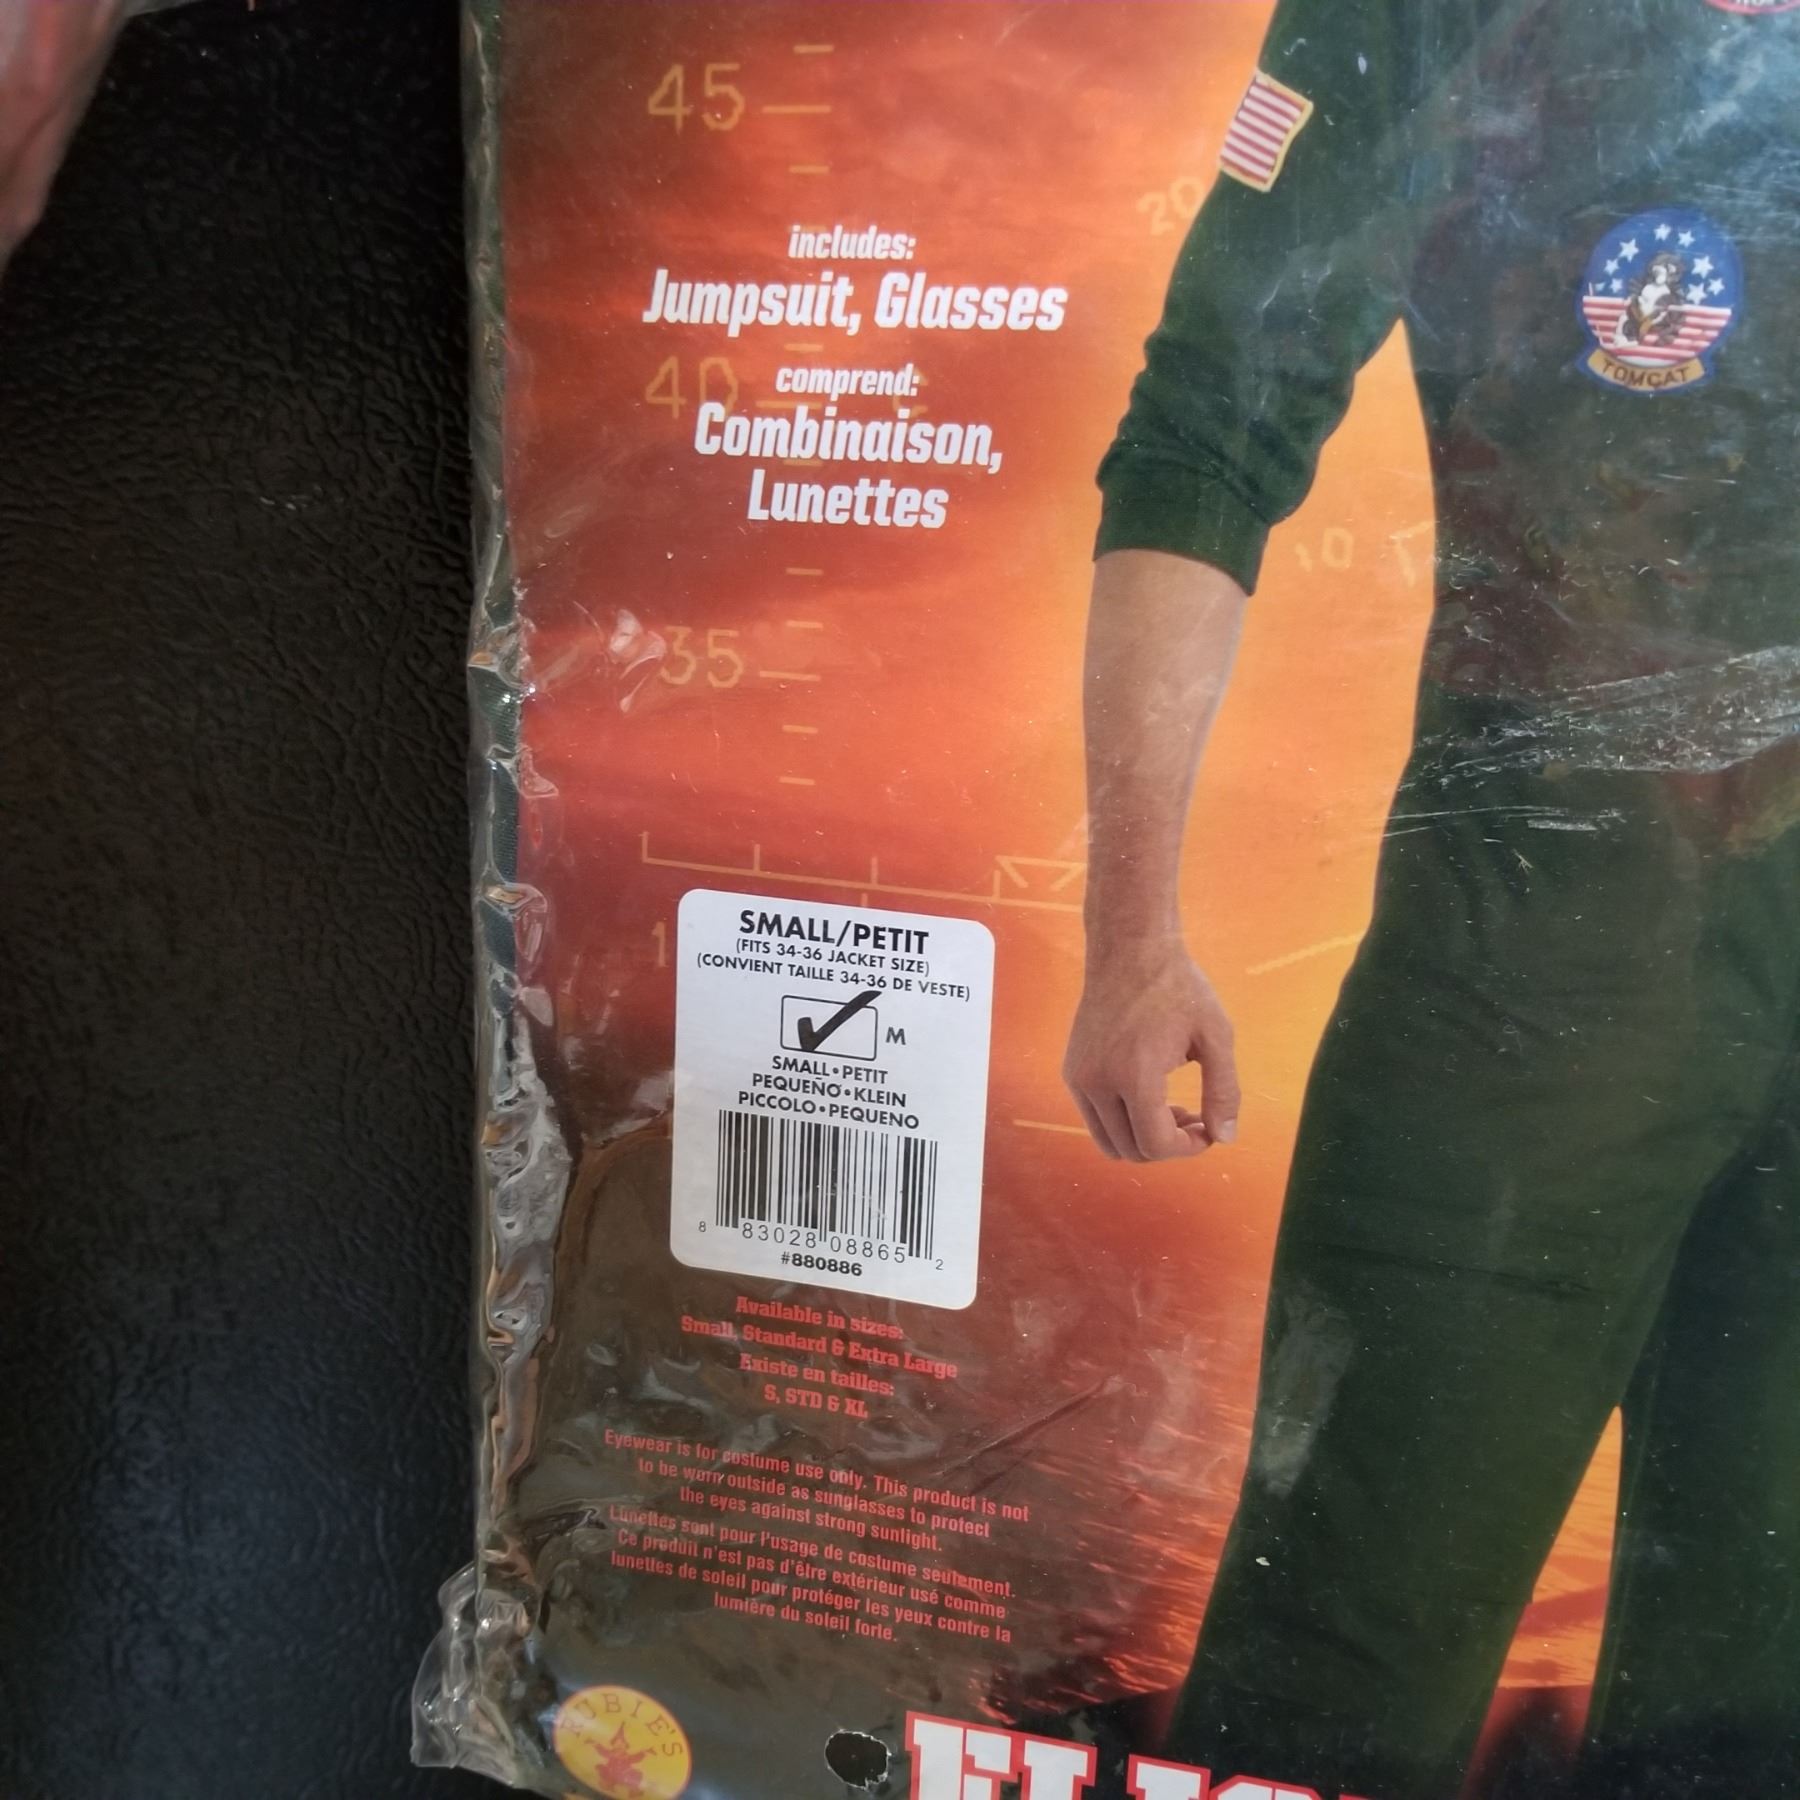 45
20
includes:
Jumpsuit, Glasses
40
comprend:
Combinaison,
Lunettes
TOMCAT
10
35
1
SMALL/PETIT
(FITS 34-36 JACKET SIZE)
(CONVIENT TAILLE 34-36 DE VESTE)
M
SMALL•PETIT
PEQUEÑO•KLEIN
PICCOLO•PEQUENO
8 83028 08865 2
#880886
Available in sizes:
Small, Standard & Extra Large
Existe en tailles:
S, STD & XL
Eyewear is for costume use only. This product is not
to be worn outside as sunglasses to protect
the eyes against strong sunlight.
Lunettes sont pour l'usage de costume seulement.
Ce produit n'est pas d'être extérieur usé comme
lunettes de soleil pour protéger les yeux contre la
lumière du soleil forte.
RUBIE'S